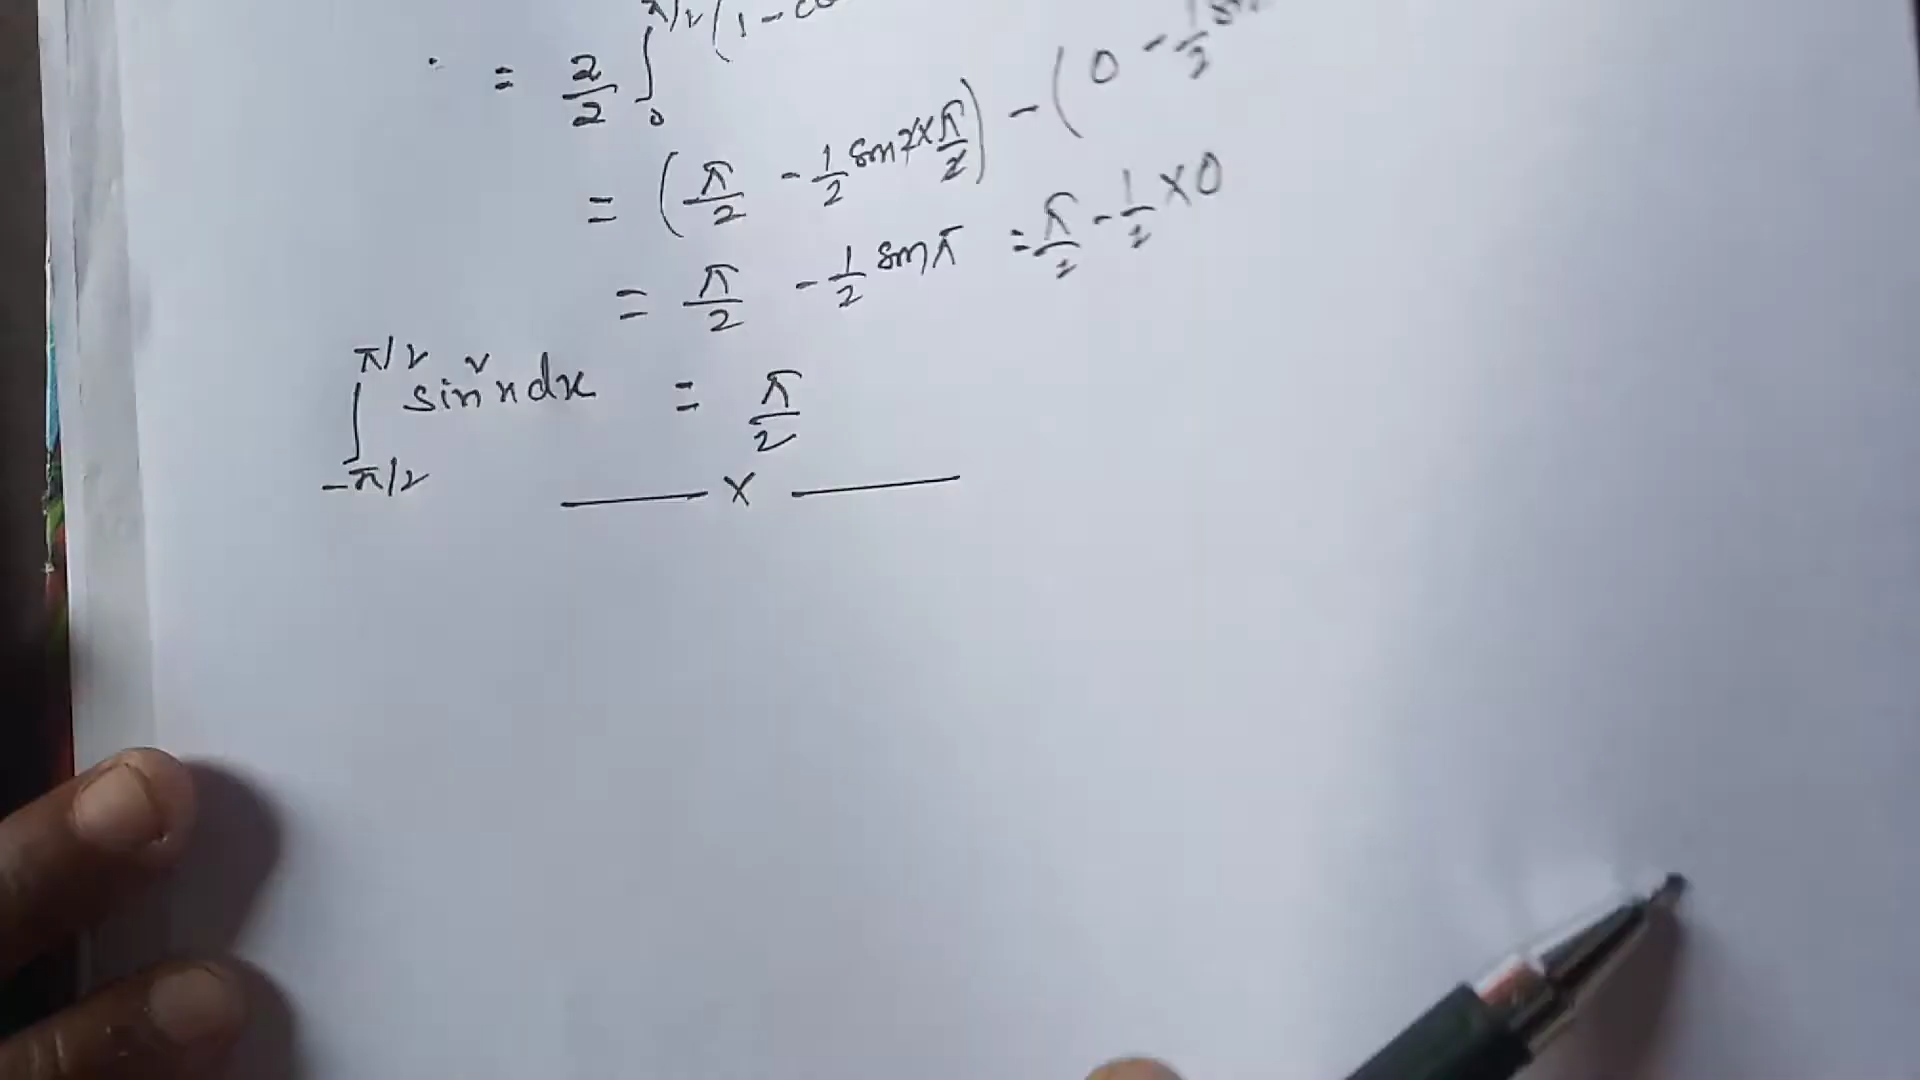 = 2/2 ∫₀^π/2 (1 - co
= (π/2 - 1/2 sin 2×π/2) - (0 - 1/2
= π/2 - 1/2 sin π = π/2 - 1/2 × 0
∫_-π/2^π/2 sin²x dx = π/2
——— × ———